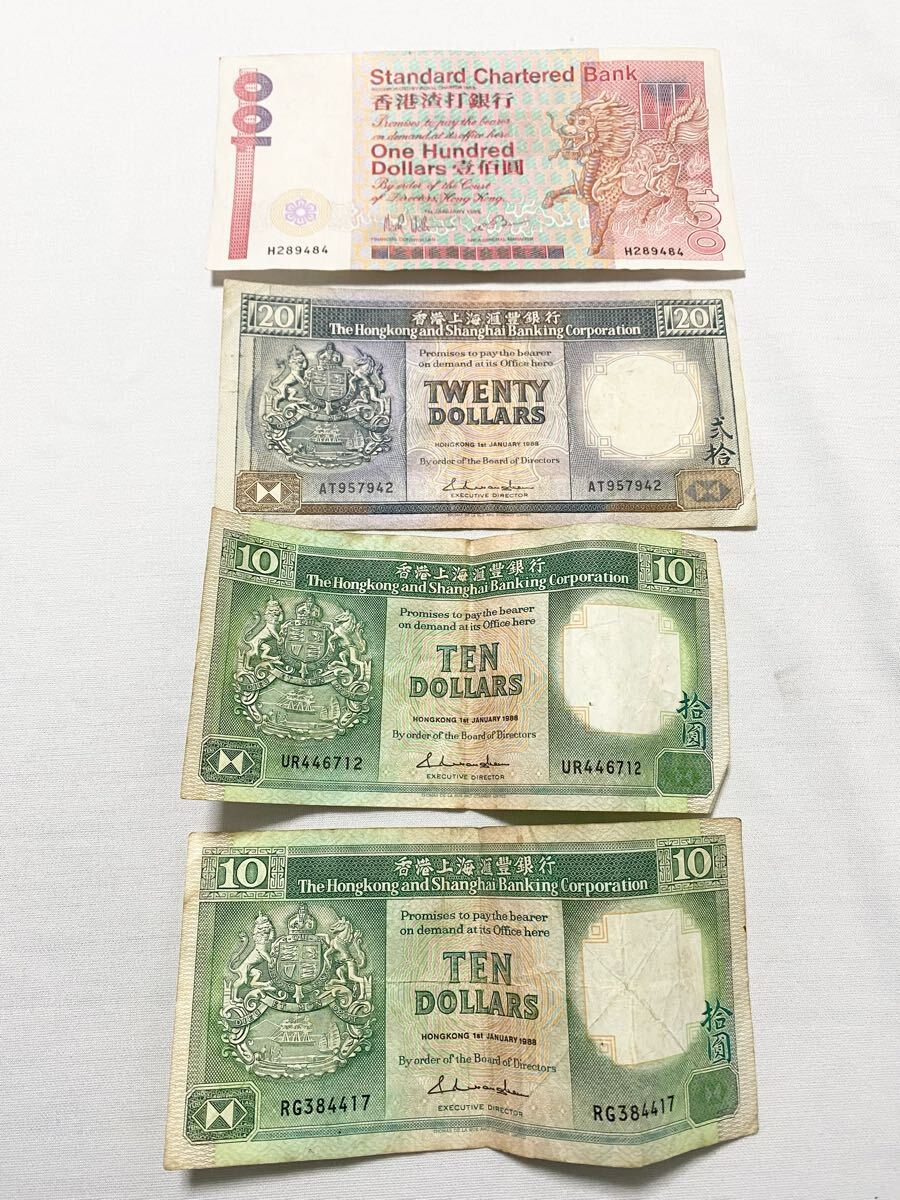 100
Standard Chartered Bank
香港渣打銀行
Promises to pay the bearer
on demand at its office here
One Hundred
Dollars 壹佰圓
By order of the Court
of Directors, Hong Kong.
1st JANUARY
H289484
H289484
100
20
香港上海滙豐銀行
20
The Hongkong and Shanghai Banking Corporation
Promises to pay the bearer
on demand at its Office here
TWENTY
DOLLARS
HONGKONG 1st JANUARY 1988
By order of the Board of Directors
貳拾
AT957942
AT957942
EXECUTIVE DIRECTOR
10
香港上海滙豐銀行
10
The Hongkong and Shanghai Banking Corporation
Promises to pay the bearer
on demand at its Office here
TEN
DOLLARS
HONGKONG 1st JANUARY 1988
By order of the Board of Directors
拾圓
UR446712
UR446712
EXECUTIVE DIRECTOR
10
香港上海滙豐銀行
10
The Hongkong and Shanghai Banking Corporation
Promises to pay the bearer
on demand at its Office here
TEN
DOLLARS
HONGKONG 1st JANUARY 1988
By order of the Board of Directors
拾圓
RG384417
RG384417
EXECUTIVE DIRECTOR